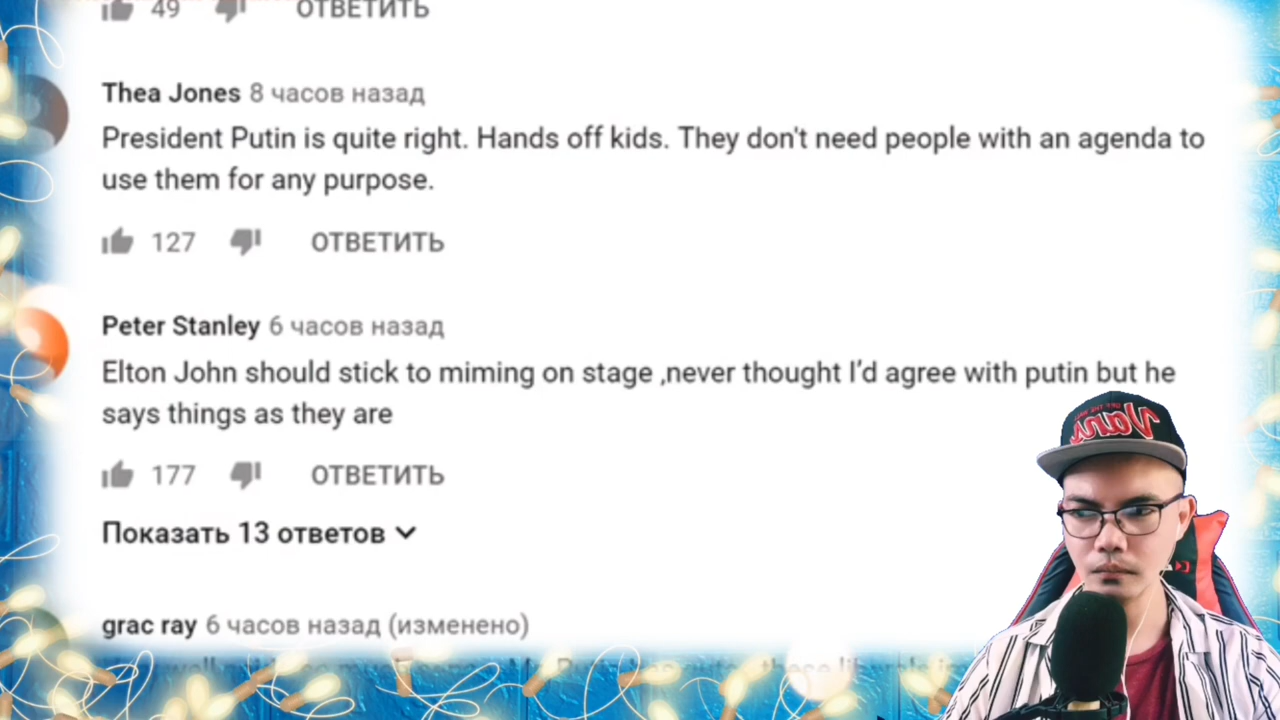 49 ОТВЕТИТЬ
Thea Jones 8 часов назад
President Putin is quite right. Hands off kids. They don't need people with an agenda to
use them for any purpose.
127 ОТВЕТИТЬ
Peter Stanley 6 часов назад
Elton John should stick to miming on stage ,never thought I’d agree with putin but he
says things as they are
177 ОТВЕТИТЬ
Показать 13 ответов
grac ray 6 часов назад (изменено)
Vans